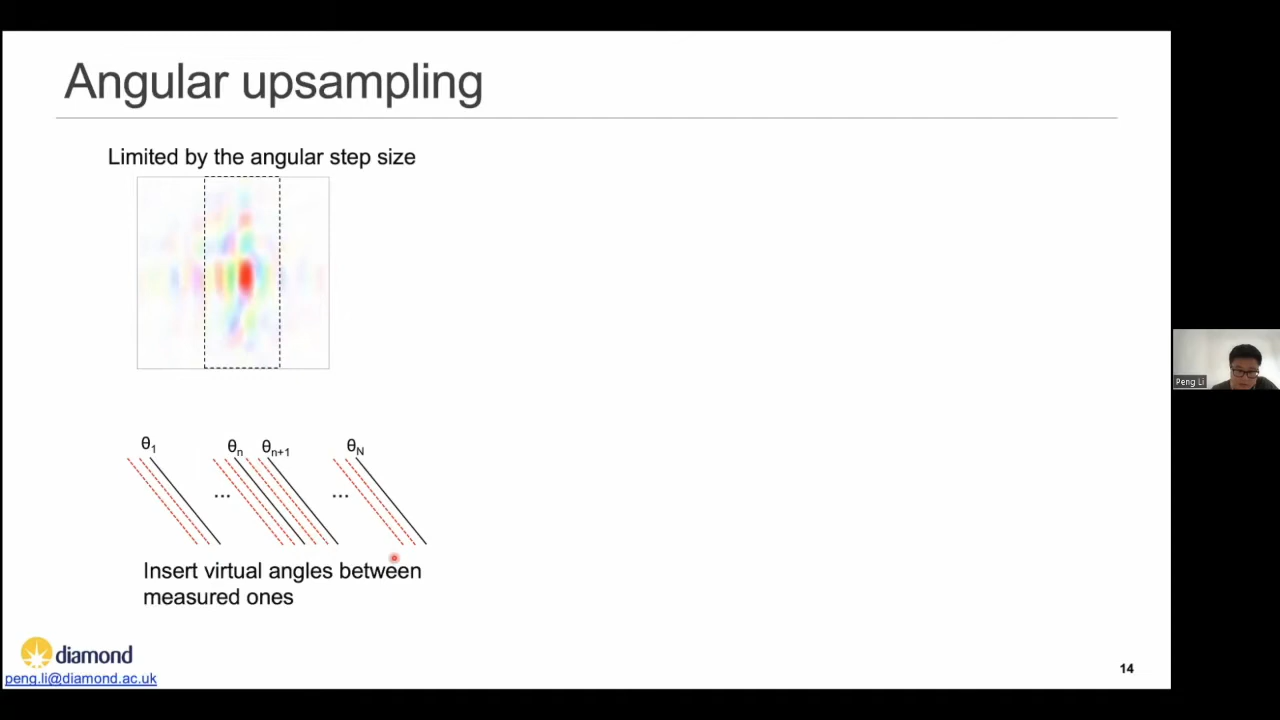 Angular upsampling
Limited by the angular step size
θ1
θn
θn+1
θN
...
...
Insert virtual angles between
measured ones
diamond
peng.li@diamond.ac.uk
14
Peng Li